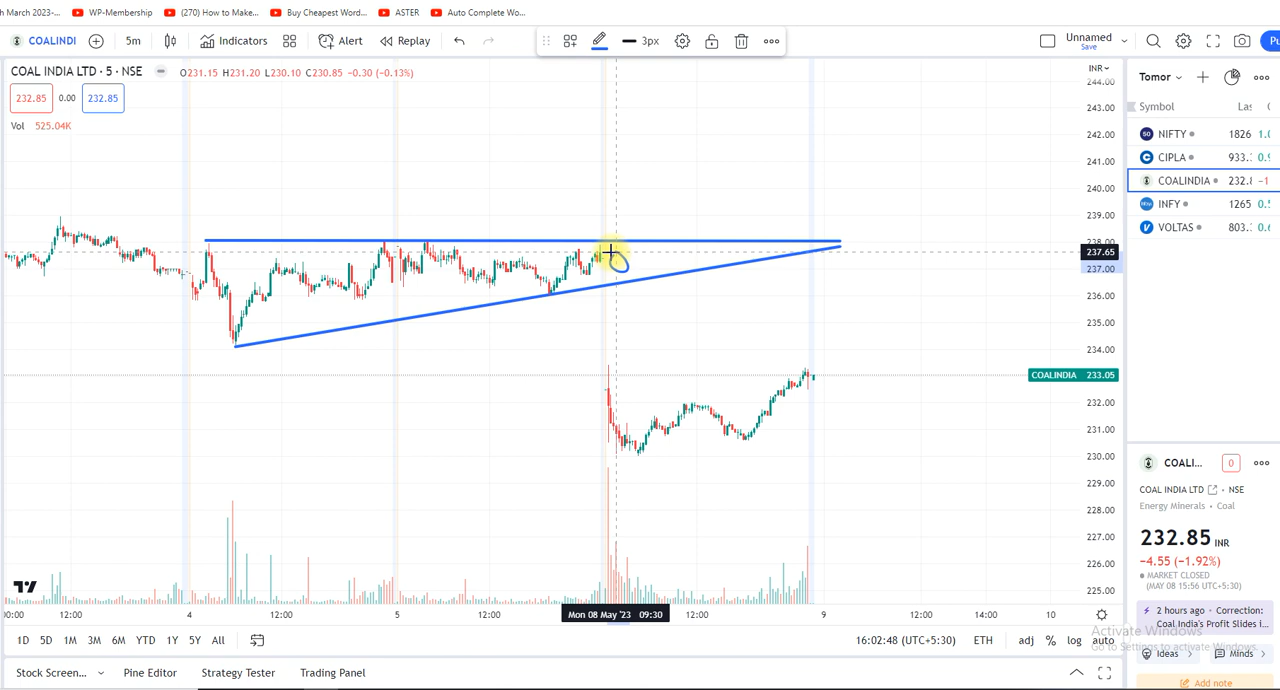 h March 2023-...
WP-Membership
(270) How to Make...
Buy Cheapest Word...
ASTER
Auto Complete Wo...
COALINDI
5m
Indicators
Alert
Replay
3px
Unnamed
Save
Pu
COAL INDIA LTD · 5 · NSE
O231.15 H231.20 L230.10 C230.85 -0.30 (-0.13%)
232.85
0.00
232.85
Vol 525.04K
INR
244.00
243.00
242.00
241.00
240.00
239.00
238.00
237.65
237.00
236.00
235.00
234.00
COALINDIA 233.05
232.00
231.00
230.00
229.00
228.00
227.00
226.00
225.00
12:00
4
12:00
5
12:00
Mon 08 May '23 09:30
12:00
9
12:00
14:00
1D 5D 1M 3M 6M YTD 1Y 5Y All
16:02:48 (UTC+5:30)
ETH
adj
%
log
auto
Stock Screen...
Pine Editor
Strategy Tester
Trading Panel
Tomor
Symbol
NIFTY 1826
CIPLA 933.
COALINDIA 232.8 −1
INFY 1265 0.5
VOLTAS 803. 0.6
COALI...
0
COAL INDIA LTD · NSE
Energy Minerals · Coal
232.85 INR
−4.55 (−1.92%)
MARKET CLOSED
(MAY 08 15:56 UTC+5:30)
2 hours ago · Correction:
Coal India's Profit Slides i...
Activate Windows
Go to Settings to activate Windows.
Ideas
Minds
Add note